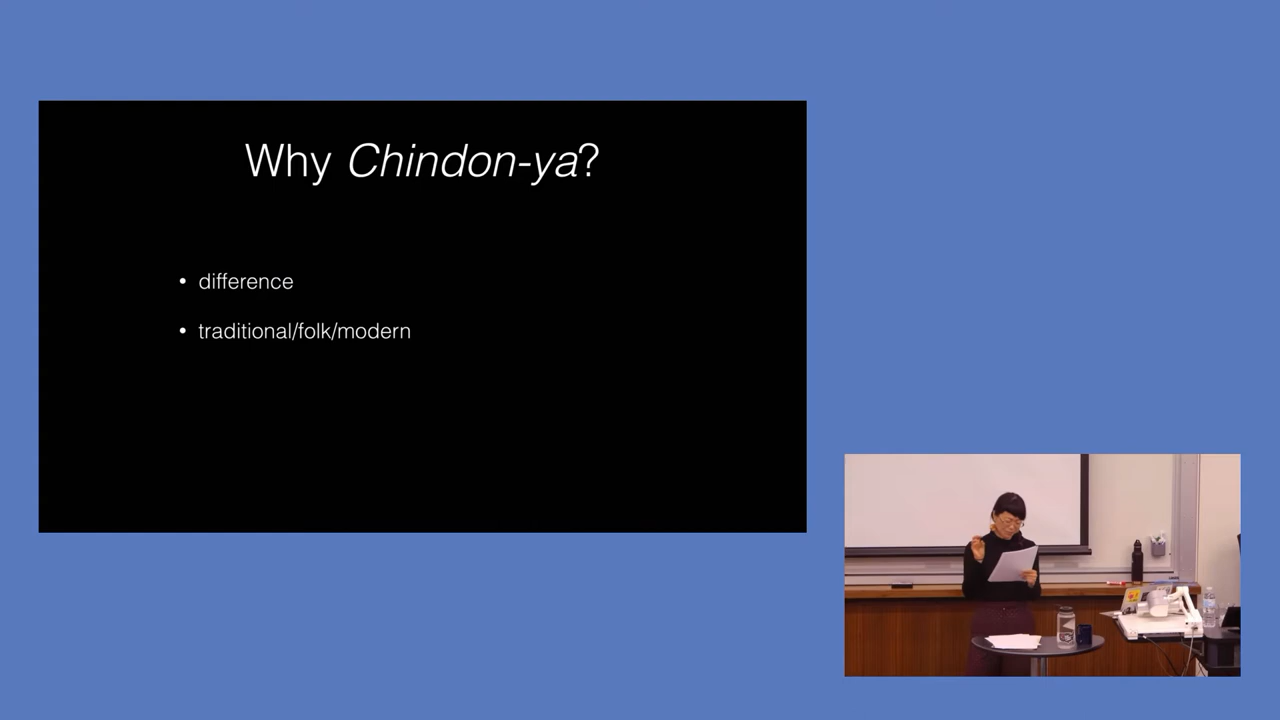 Why Chindon-ya?
• difference
• traditional/folk/modern